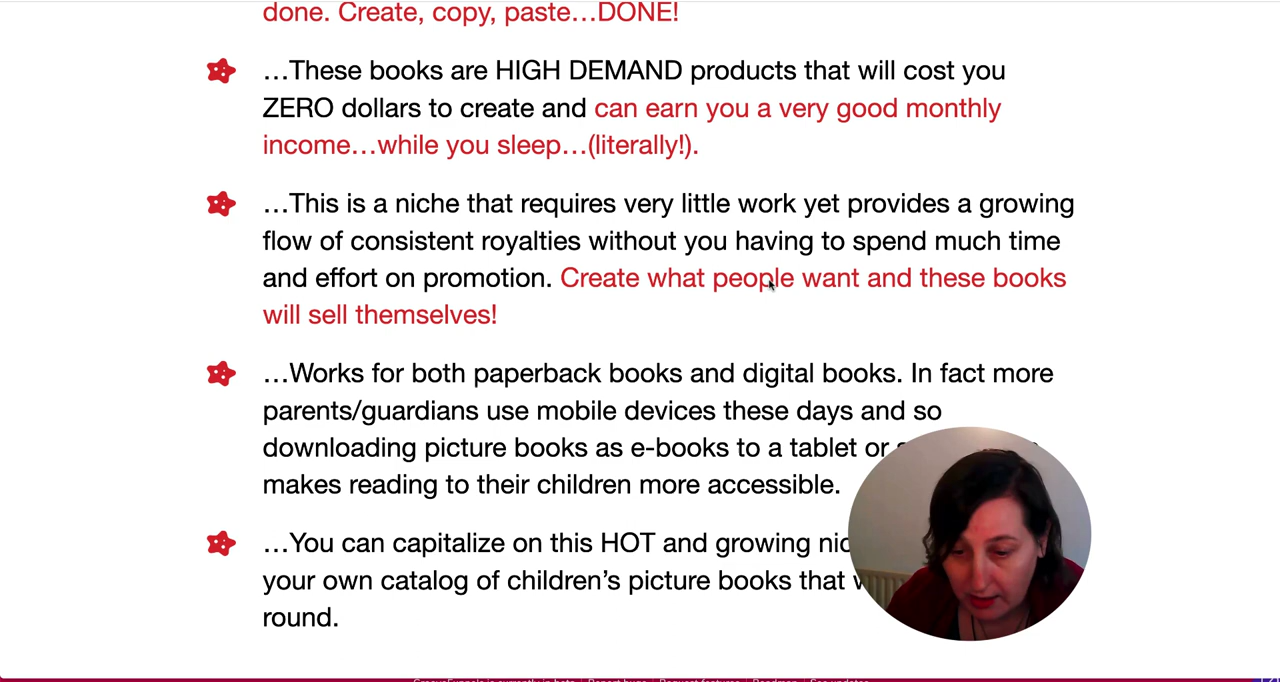 done. Create, copy, paste…DONE!
…These books are HIGH DEMAND products that will cost you
ZERO dollars to create and can earn you a very good monthly
income…while you sleep…(literally!).
…This is a niche that requires very little work yet provides a growing
flow of consistent royalties without you having to spend much time
and effort on promotion. Create what people want and these books
will sell themselves!
…Works for both paperback books and digital books. In fact more
parents/guardians use mobile devices these days and so
downloading picture books as e-books to a tablet or
makes reading to their children more accessible.
…You can capitalize on this HOT and growing
your own catalog of children’s picture books that
round.